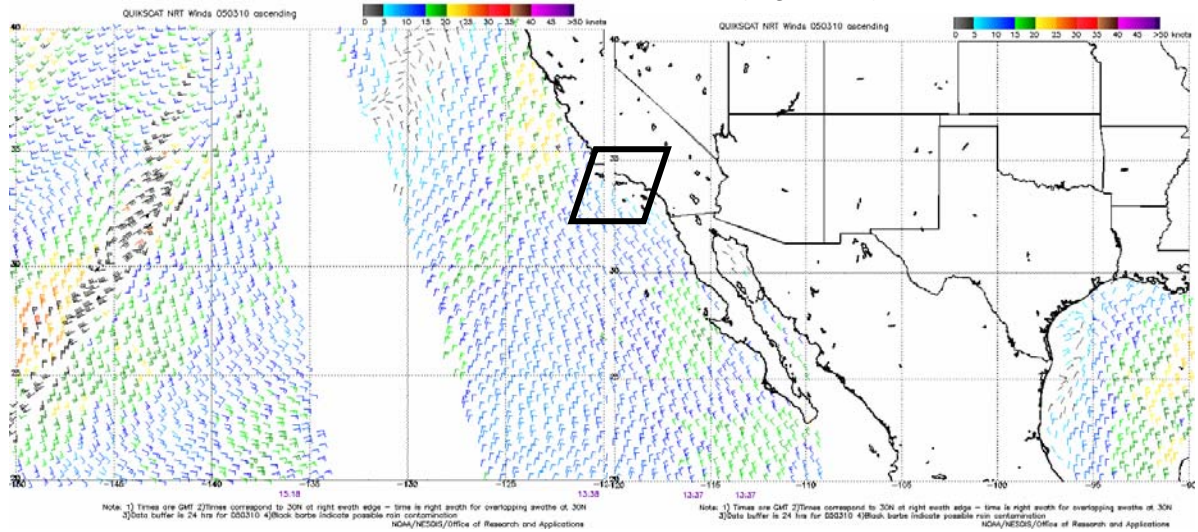 QUIKSCAT NRT Winds 050310 ascending
0 5 10 15 20 25 30 35 40 45 >50 knots
QUIKSCAT NRT Winds 050310 ascending
0 5 10 15 20 25 30 35 40 45 >50 knots
40
35
30
-140 -135 -130 -125
15:18 13:38
Note: 1) Times are GMT 2)Times correspond to 30N at right swath edge - time is right swath for overlapping swaths at 30N
3)Data buffer is 24 hrs for 050310 4)Black barbs indicate possible rain contamination
NOAA/NESDIS/Office of Research and Applications
40
-115 -110 -105 -100 -95
13:37 13:37
Note: 1) Times are GMT 2)Times correspond to 30N at right swath edge - time is right swath for overlapping swaths at 30N
3)Data buffer is 24 hrs for 050310 4)Black barbs indicate possible rain contamination
NOAA/NESDIS/Office of Research and Applications